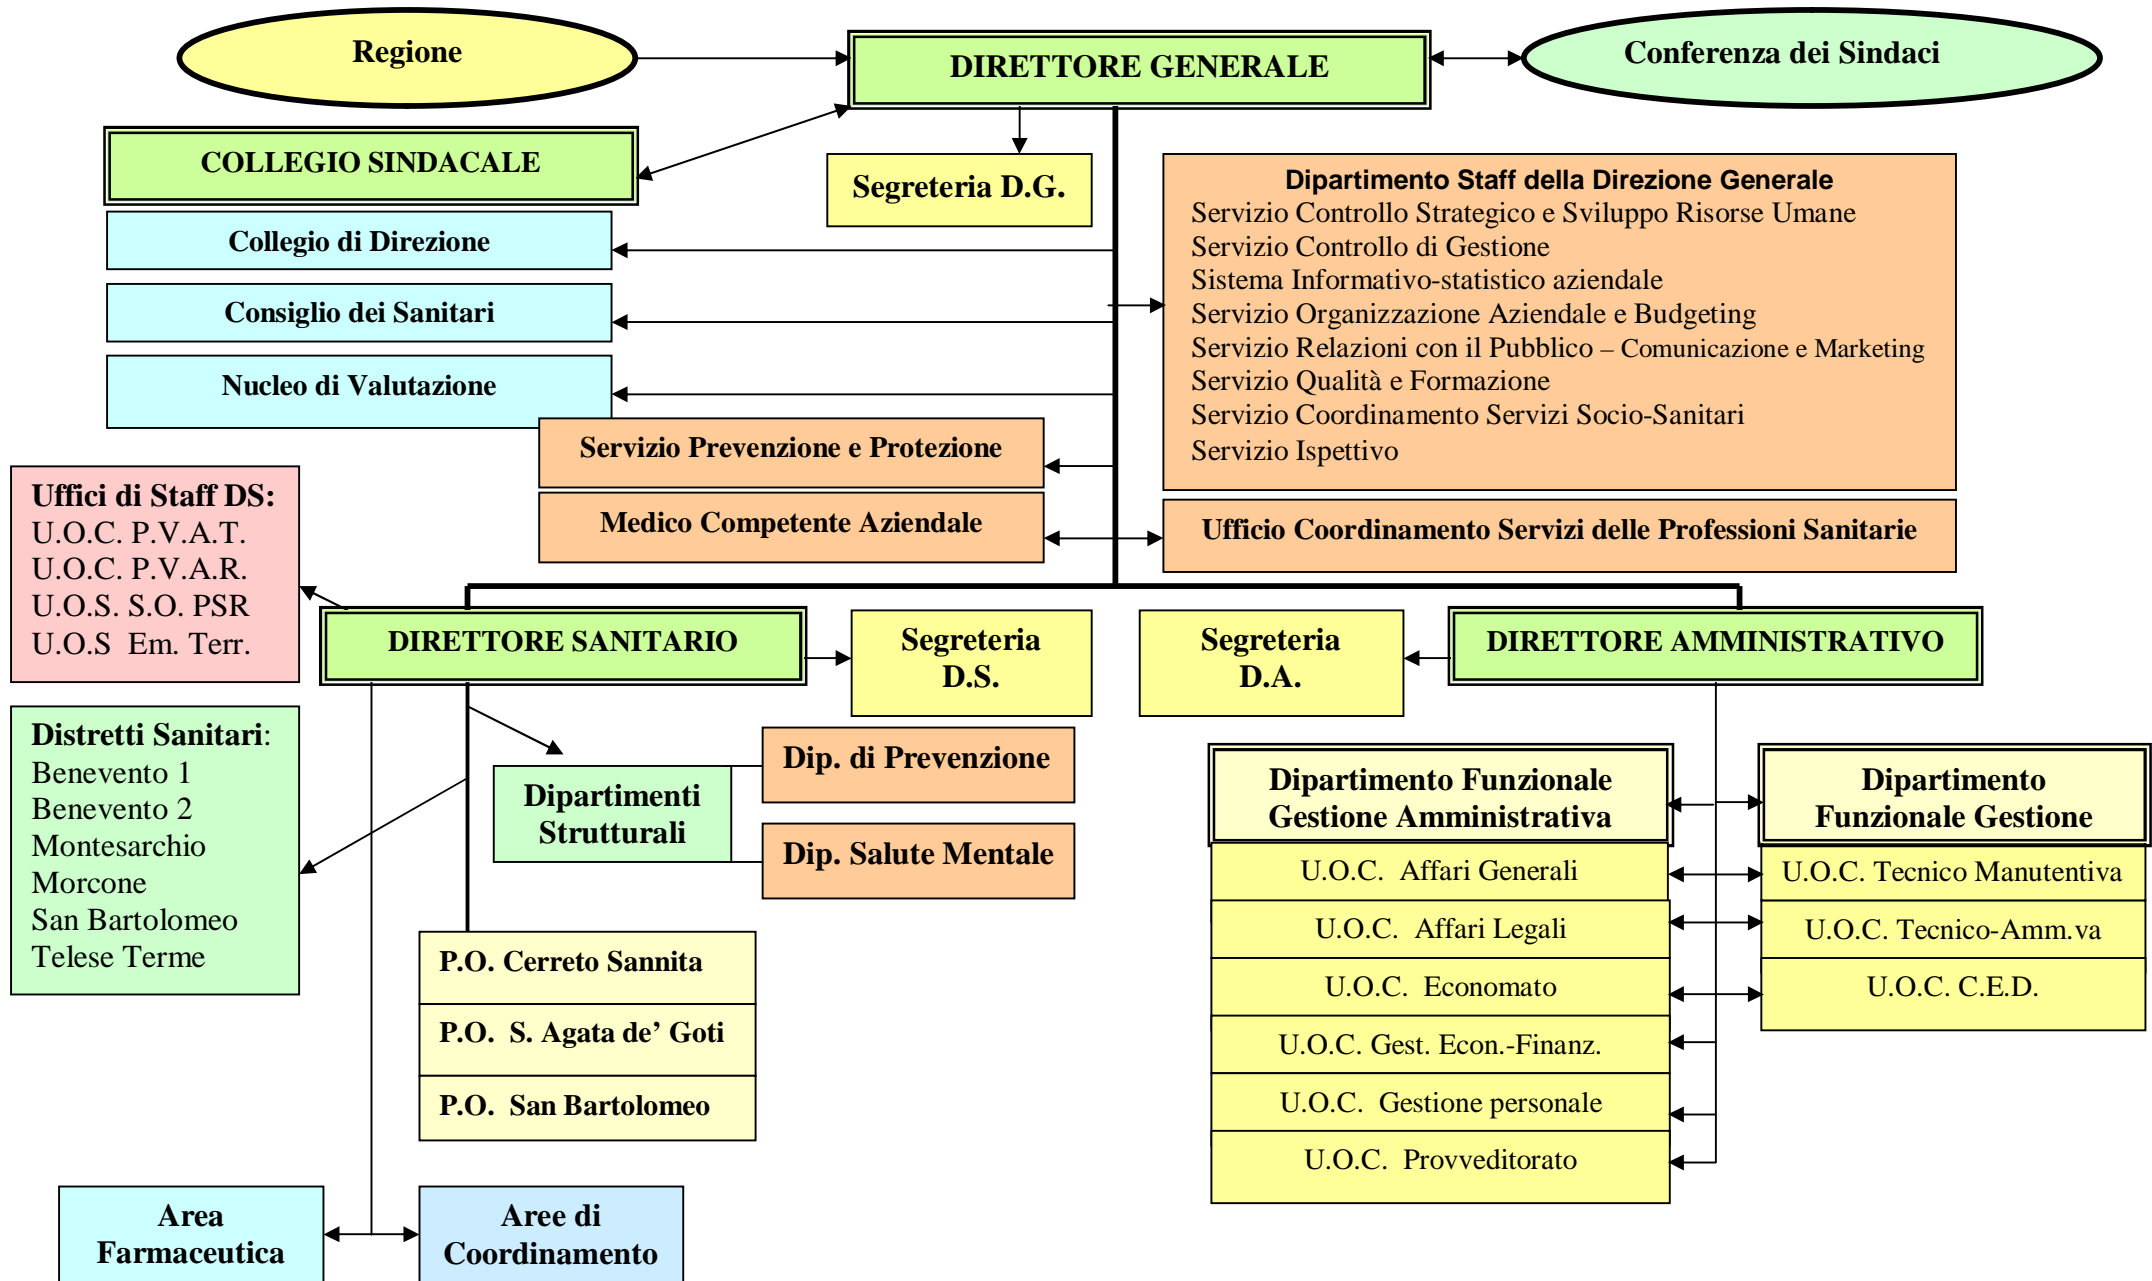 Regione
DIRETTORE GENERALE
Conferenza dei Sindaci
COLLEGIO SINDACALE
Segreteria D.G.
Dipartimento Staff della Direzione Generale
Servizio Controllo Strategico e Sviluppo Risorse Umane
Servizio Controllo di Gestione
Sistema Informativo-statistico aziendale
Servizio Organizzazione Aziendale e Budgeting
Servizio Relazioni con il Pubblico – Comunicazione e Marketing
Servizio Qualità e Formazione
Servizio Coordinamento Servizi Socio-Sanitari
Servizio Ispettivo
Collegio di Direzione
Consiglio dei Sanitari
Nucleo di Valutazione
Servizio Prevenzione e Protezione
Medico Competente Aziendale
Ufficio Coordinamento Servizi delle Professioni Sanitarie
Uffici di Staff DS:
U.O.C. P.V.A.T.
U.O.C. P.V.A.R.
U.O.S. S.O. PSR
U.O.S Em. Terr.
DIRETTORE SANITARIO
Segreteria
D.S.
Segreteria
D.A.
DIRETTORE AMMINISTRATIVO
Distretti Sanitari:
Benevento 1
Benevento 2
Montesarchio
Morcone
San Bartolomeo
Telese Terme
Dipartimenti
Strutturali
Dip. di Prevenzione
Dip. Salute Mentale
P.O. Cerreto Sannita
P.O. S. Agata de’ Goti
P.O. San Bartolomeo
Dipartimento Funzionale
Gestione Amministrativa
U.O.C. Affari Generali
U.O.C. Affari Legali
U.O.C. Economato
U.O.C. Gest. Econ.-Finanz.
U.O.C. Gestione personale
U.O.C. Provveditorato
Dipartimento
Funzionale Gestione
U.O.C. Tecnico Manutentiva
U.O.C. Tecnico-Amm.va
U.O.C. C.E.D.
Area
Farmaceutica
Aree di
Coordinamento